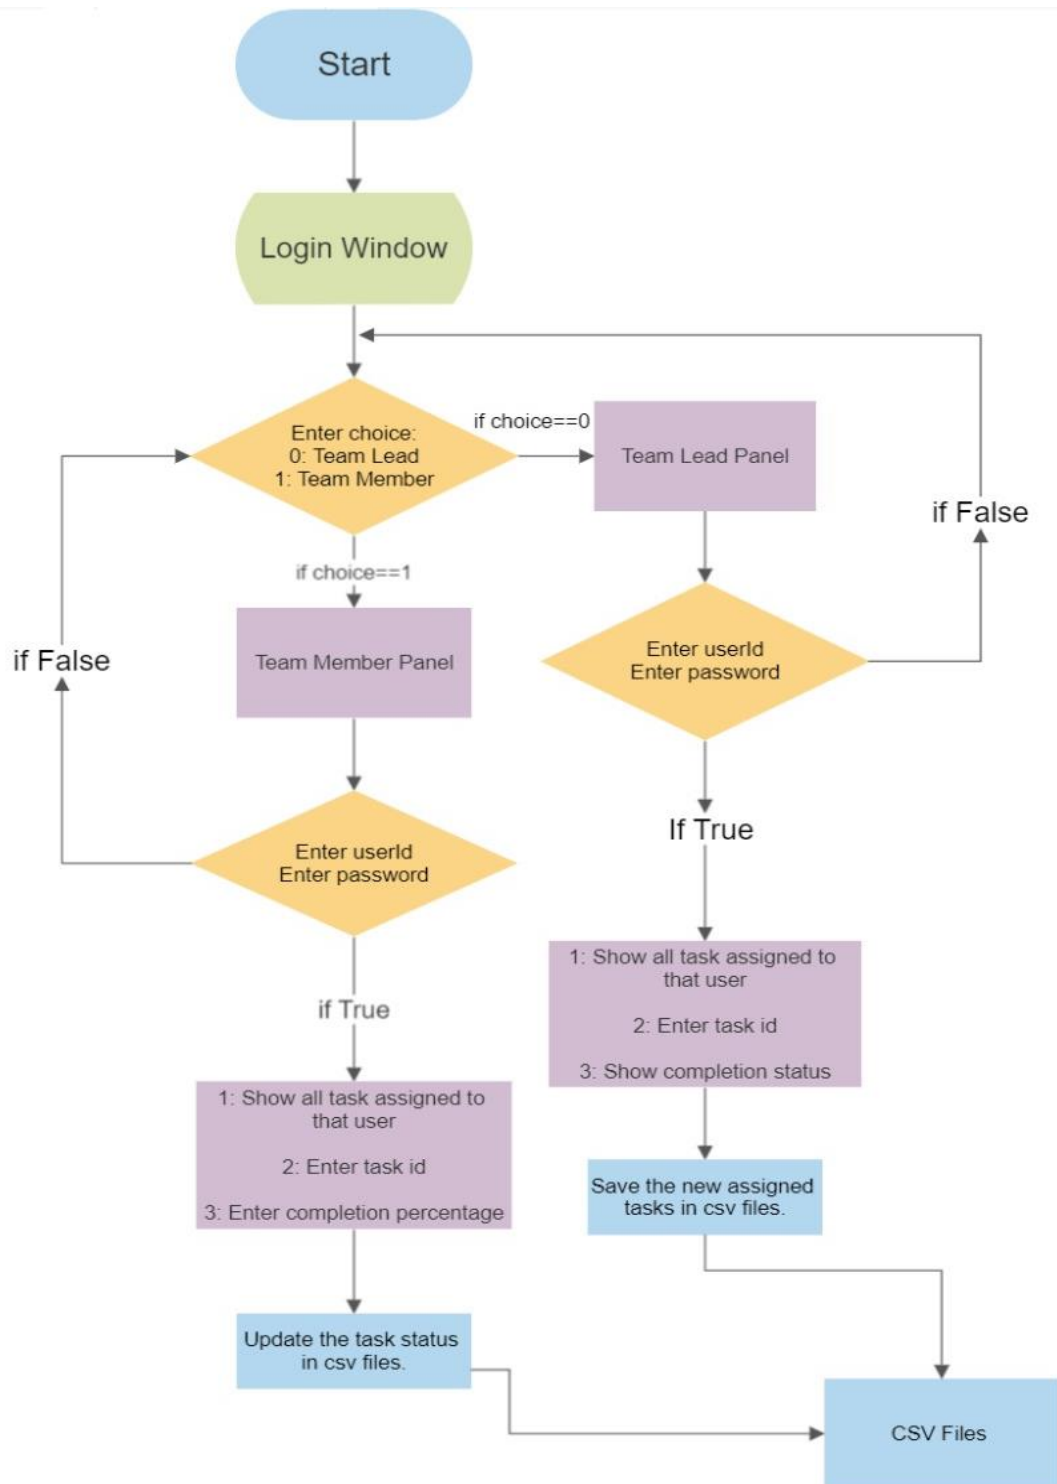 Start
Login Window
Enter choice:
0: Team Lead
1: Team Member
if choice==0
Team Lead Panel
if False
if choice==1
Team Member Panel
Enter userId
Enter password
if False
If True
Enter userId
Enter password
1: Show all task assigned to
that user
2: Enter task id
3: Show completion status
if True
1: Show all task assigned to
that user
2: Enter task id
3: Enter completion percentage
Save the new assigned
tasks in csv files.
Update the task status
in csv files.
CSV Files